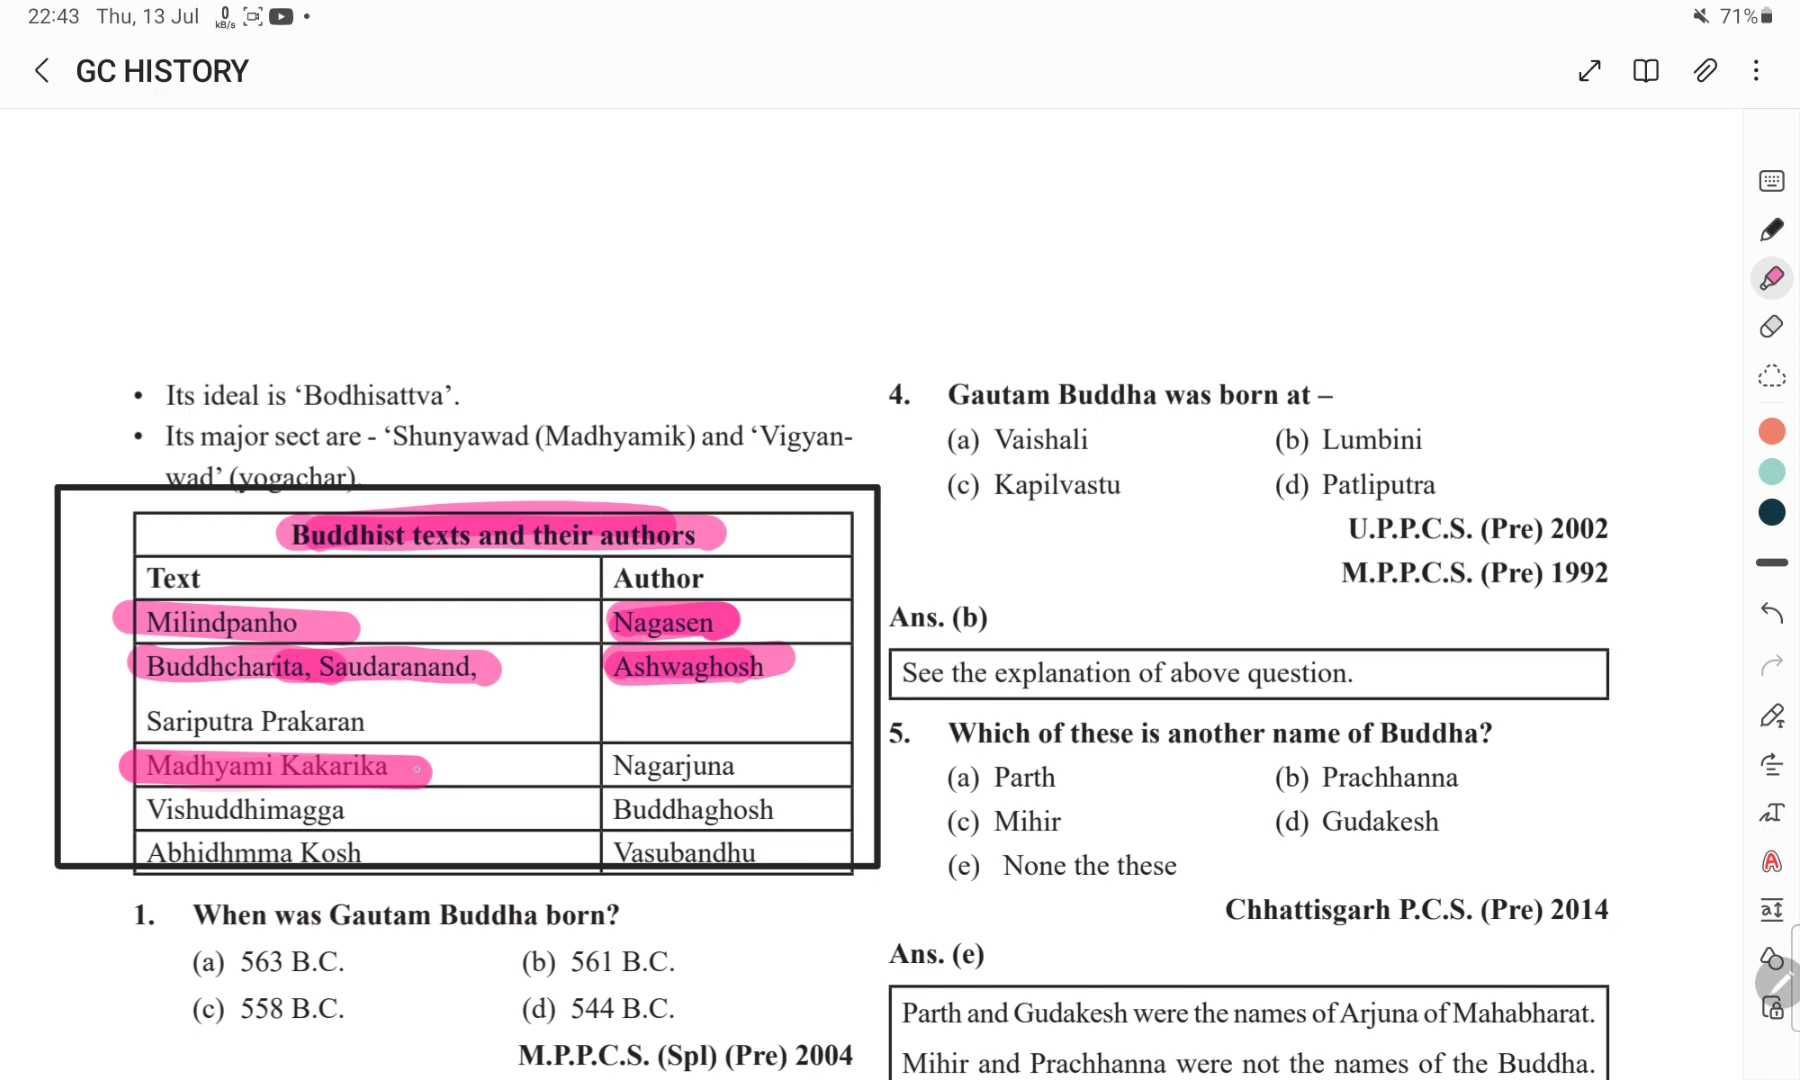 22:43 Thu, 13 Jul 0 kB/s 71%
GC HISTORY
• Its ideal is ‘Bodhisattva’.
• Its major sect are - ‘Shunyawad (Madhyamik) and ‘Vigyan-
wad’ (yogachar).
Buddhist texts and their authors
Text Author
Milindpanho Nagasen
Buddhcharita, Saudaranand, Ashwaghosh
Sariputra Prakaran
Madhyami Kakarika Nagarjuna
Vishuddhimagga Buddhaghosh
Abhidhmma Kosh Vasubandhu
1. When was Gautam Buddha born?
(a) 563 B.C. (b) 561 B.C.
(c) 558 B.C. (d) 544 B.C.
M.P.P.C.S. (Spl) (Pre) 2004
4. Gautam Buddha was born at –
(a) Vaishali (b) Lumbini
(c) Kapilvastu (d) Patliputra
U.P.P.C.S. (Pre) 2002
M.P.P.C.S. (Pre) 1992
Ans. (b)
See the explanation of above question.
5. Which of these is another name of Buddha?
(a) Parth (b) Prachhanna
(c) Mihir (d) Gudakesh
(e) None the these
Chhattisgarh P.C.S. (Pre) 2014
Ans. (e)
Parth and Gudakesh were the names of Arjuna of Mahabharat.
Mihir and Prachhanna were not the names of the Buddha.